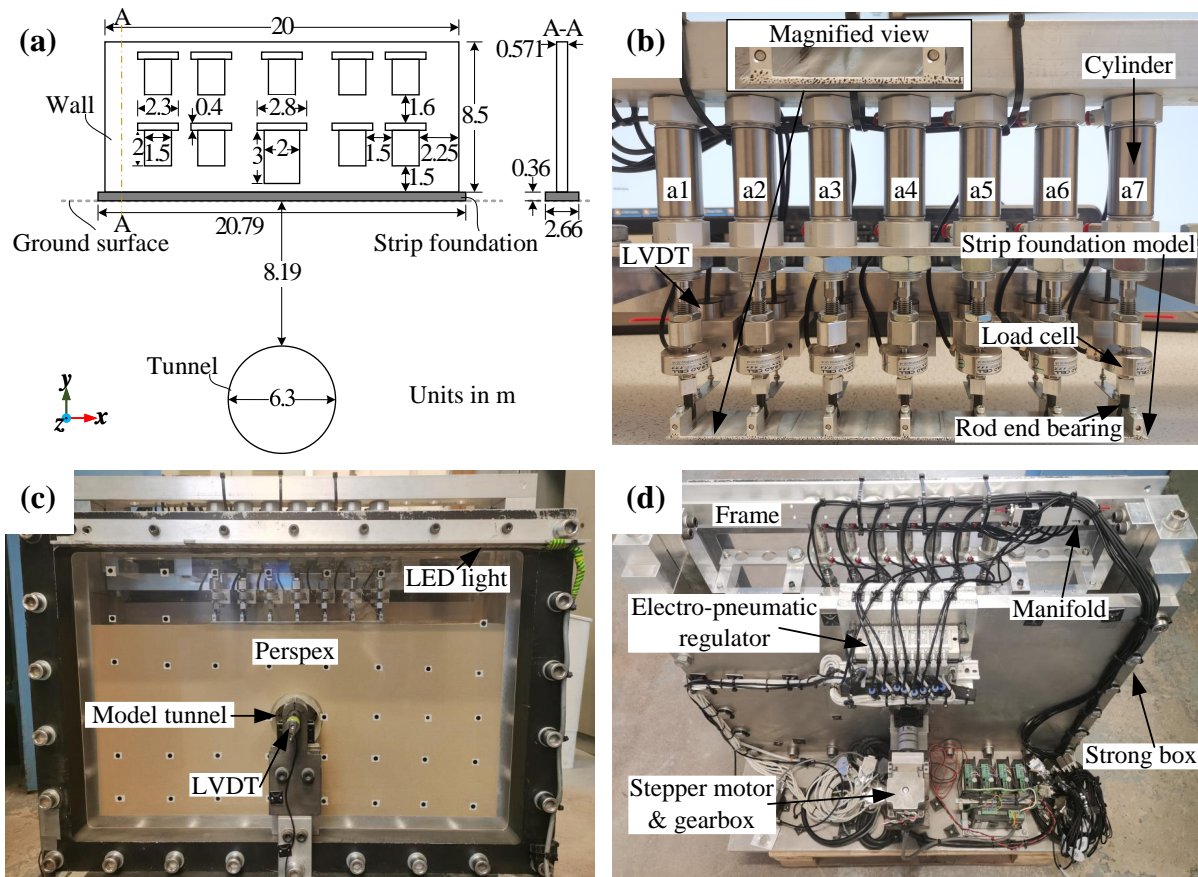 (a)
A
20
A-A
0.571
Wall
2.3
0.4
2.8
1.6
8.5
2
1.5
3
2
1.5
2.25
1.5
0.36
A
20.79
2.66
Ground surface
Strip foundation
8.19
Tunnel
6.3
Units in m
y
z
x
(b)
Magnified view
Cylinder
a1
a2
a3
a4
a5
a6
a7
LVDT
Strip foundation model
Load cell
Rod end bearing
(c)
LED light
Perspex
Model tunnel
LVDT
(d)
Frame
Manifold
Electro-pneumatic
regulator
Strong box
Stepper motor
& gearbox